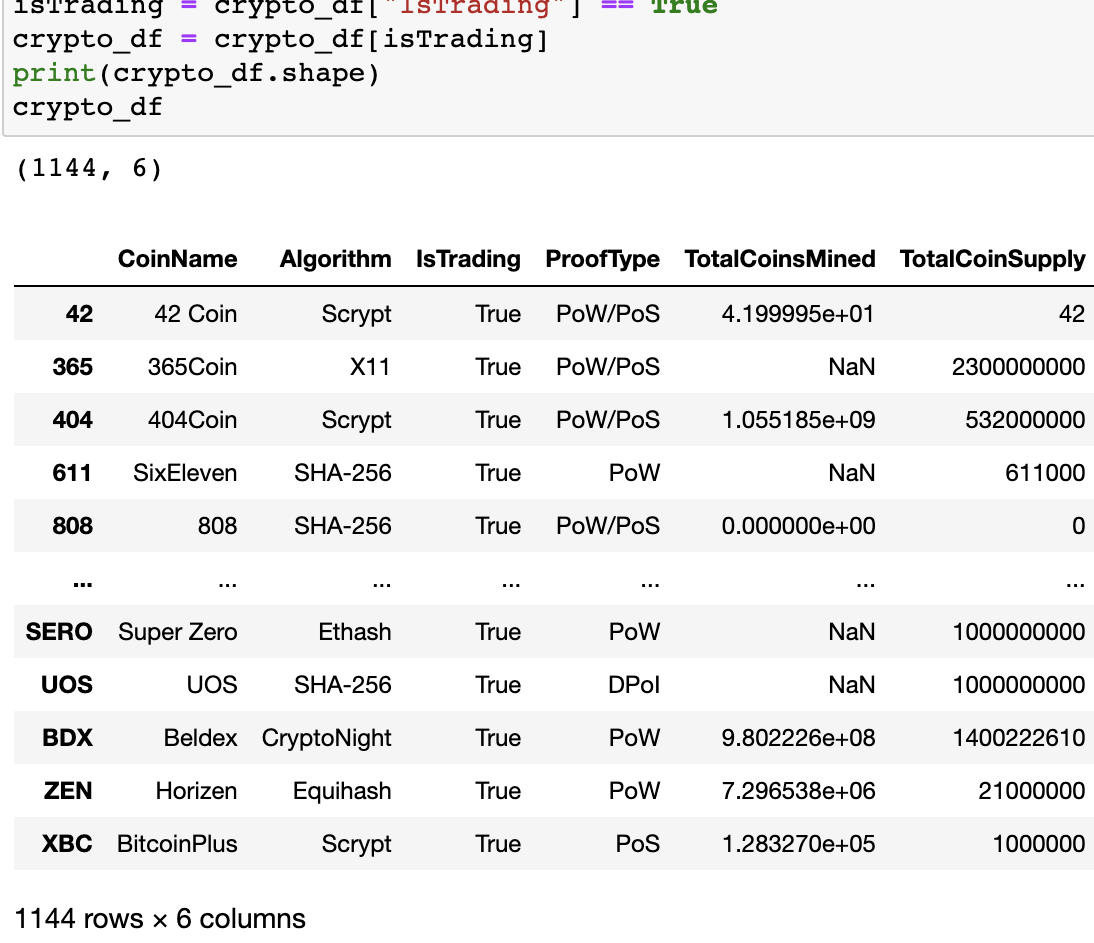 isTrading = crypto_df["IsTrading"] == True
crypto_df = crypto_df[isTrading]
print(crypto_df.shape)
crypto_df
(1144, 6)
CoinName Algorithm IsTrading ProofType TotalCoinsMined TotalCoinSupply
42 42 Coin Scrypt True PoW/PoS 4.199995e+01 42
365 365Coin X11 True PoW/PoS NaN 2300000000
404 404Coin Scrypt True PoW/PoS 1.055185e+09 532000000
611 SixEleven SHA-256 True PoW NaN 611000
808 808 SHA-256 True PoW/PoS 0.000000e+00 0
... ... ... ... ... ... ...
SERO Super Zero Ethash True PoW NaN 1000000000
UOS UOS SHA-256 True DPoI NaN 1000000000
BDX Beldex CryptoNight True PoW 9.802226e+08 1400222610
ZEN Horizen Equihash True PoW 7.296538e+06 21000000
XBC BitcoinPlus Scrypt True PoS 1.283270e+05 1000000
1144 rows × 6 columns